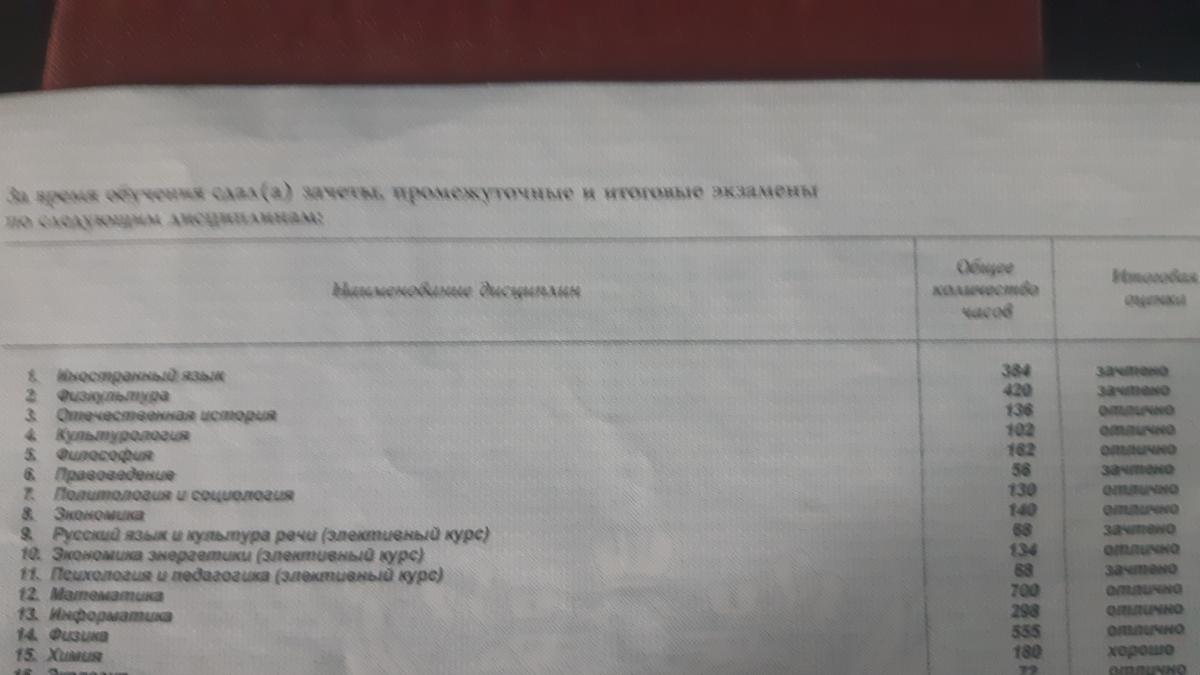 За время обучения сдал(а) зачеты, промежуточные и итоговые экзамены
по следующим дисциплинам:
Наименование дисциплин Общее количество часов Итоговая оценка
1. Иностранный язык 384 зачтено
2. Физкультура 420 зачтено
3. Отечественная история 136 отлично
4. Культурология 102 отлично
5. Философия 162 отлично
6. Правоведение 56 зачтено
7. Политология и социология 130 отлично
8. Экономика 140 отлично
9. Русский язык и культура речи (элективный курс) 68 зачтено
10. Экономика энергетики (элективный курс) 134 отлично
11. Психология и педагогика (элективный курс) 68 зачтено
12. Математика 700 отлично
13. Информатика 298 отлично
14. Физика 555 отлично
15. Химия 180 хорошо
16. Экология 72 отлично